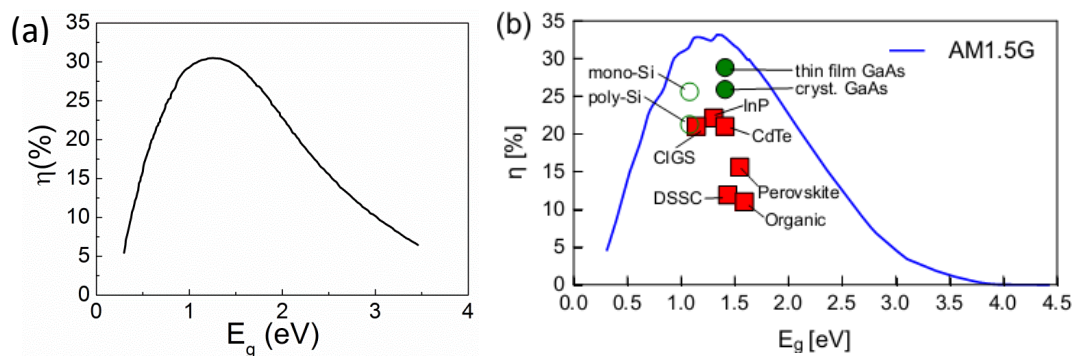 (a)
35
30
25
20
15
10
5
0
η(%)
0 1 2 3 4
E_g (eV)
(b)
35
30
25
20
15
10
5
0
η [%]
AM1.5G
mono-Si
thin film GaAs
cryst. GaAs
poly-Si
InP
CIGS
CdTe
Perovskite
DSSC
Organic
0.0 0.5 1.0 1.5 2.0 2.5 3.0 3.5 4.0 4.5
E_g [eV]